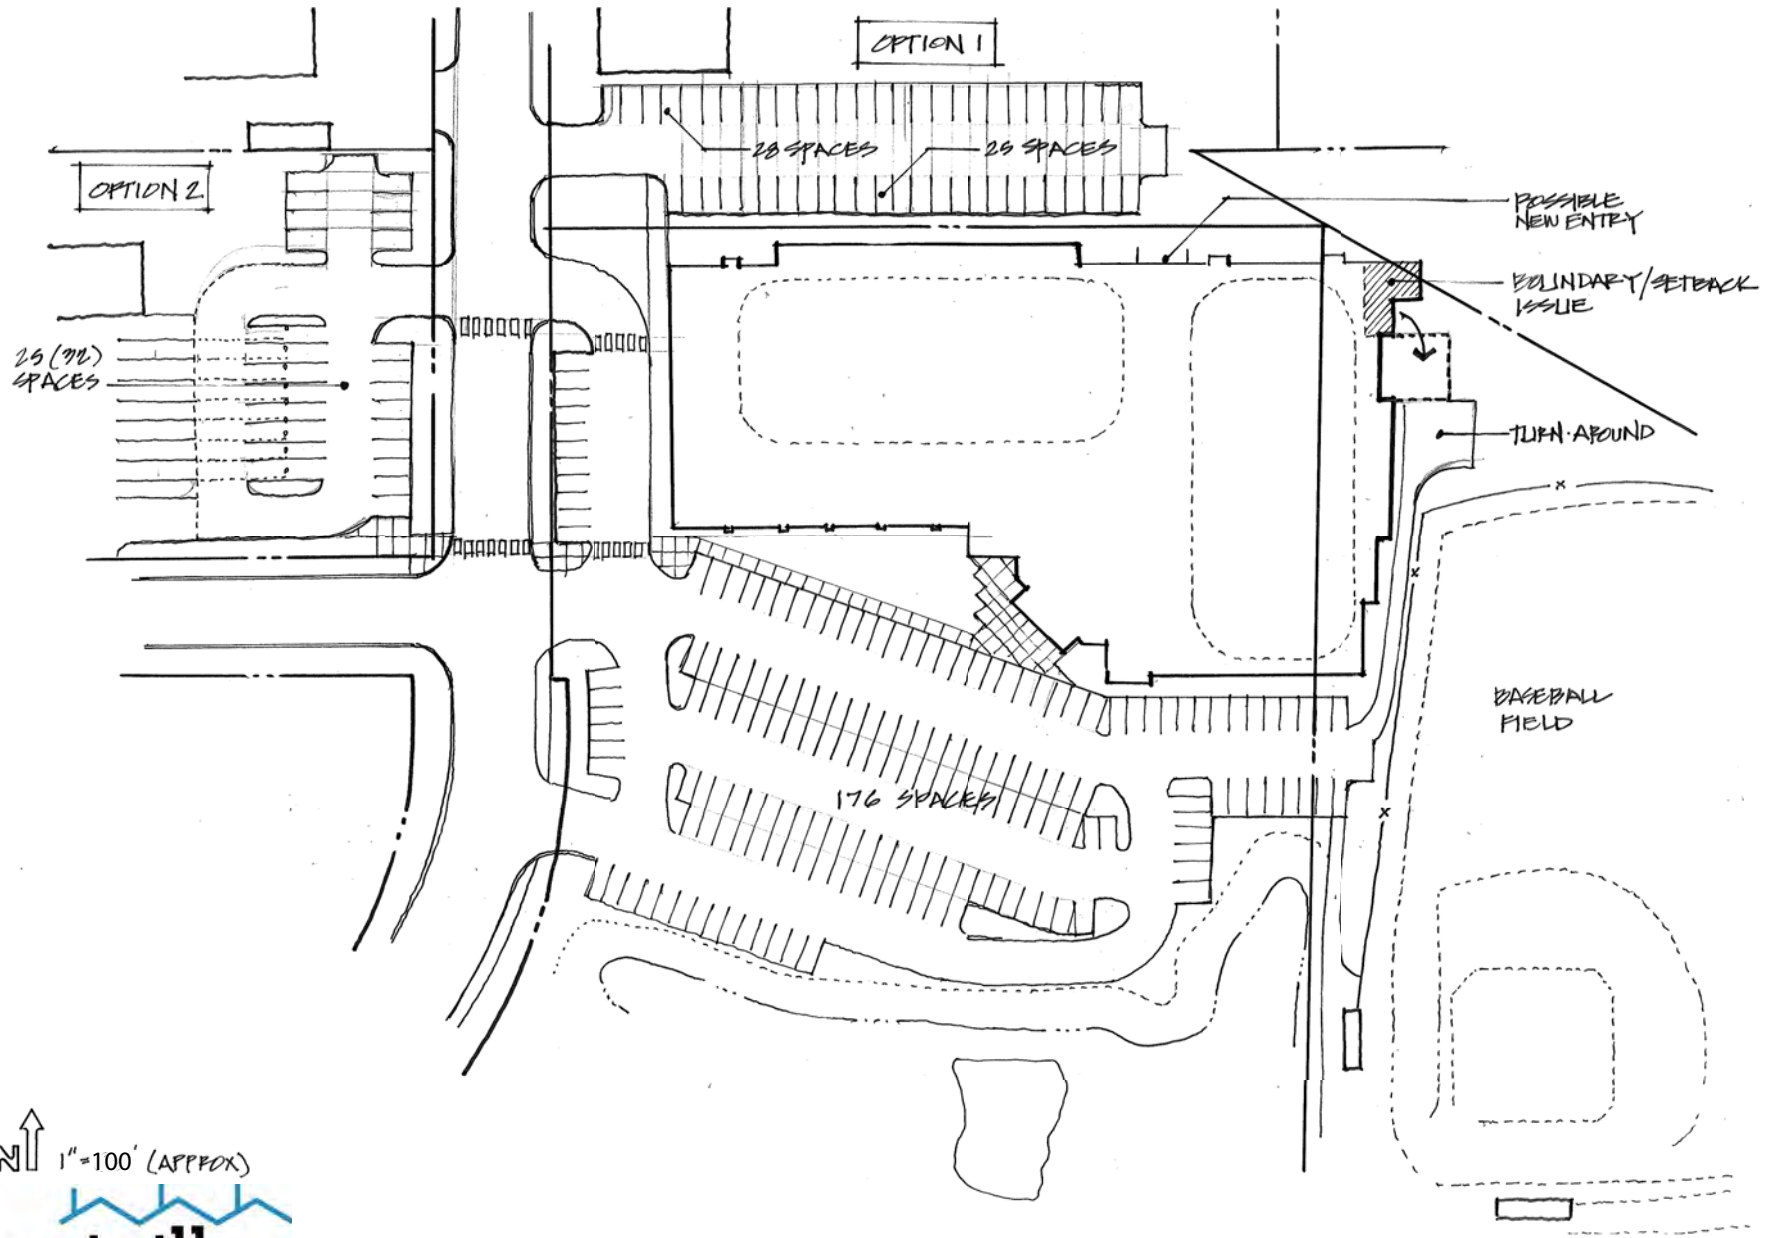 OPTION 1
28 SPACES
25 SPACES
OPTION 2
POSSIBLE
NEW ENTRY
BOUNDARY/SETBACK
ISSUE
25 (32)
SPACES
TURN-AROUND
176 SPACES
BASEBALL
FIELD
N
1"=100' (APPROX)